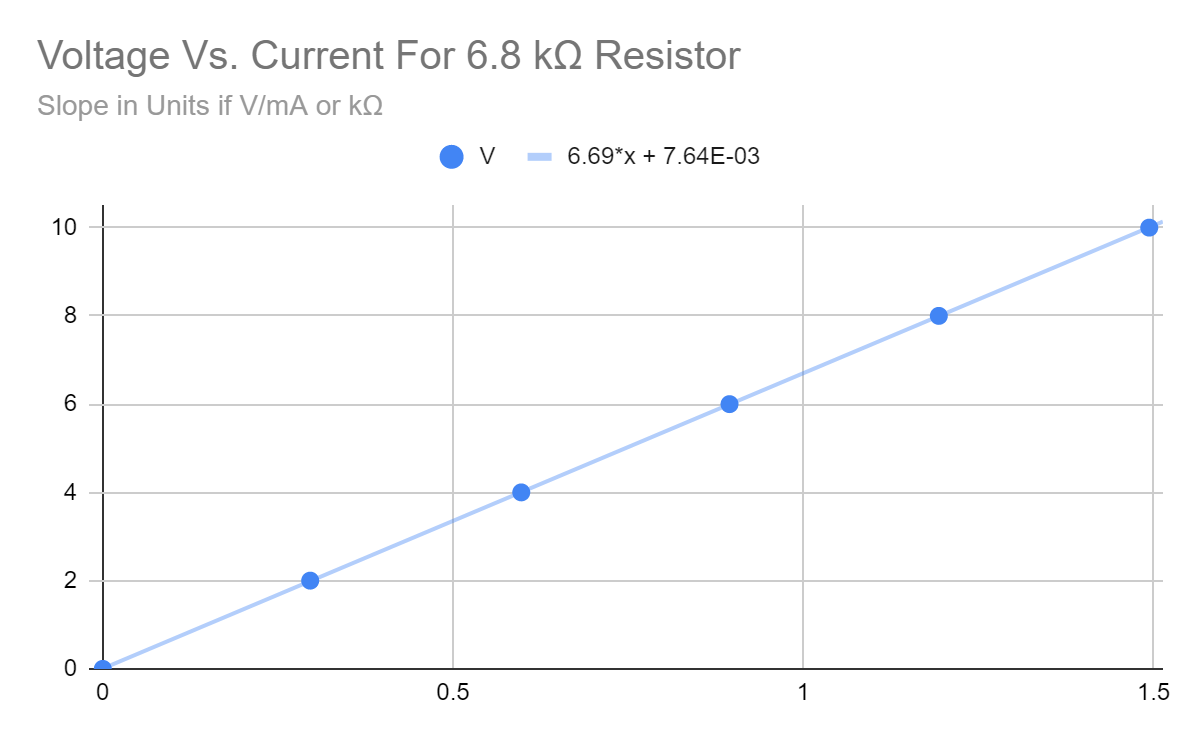 Voltage Vs. Current For 6.8 kΩ Resistor
Slope in Units if V/mA or kΩ
V 6.69*x + 7.64E-03
10
8
6
4
2
0
0 0.5 1 1.5